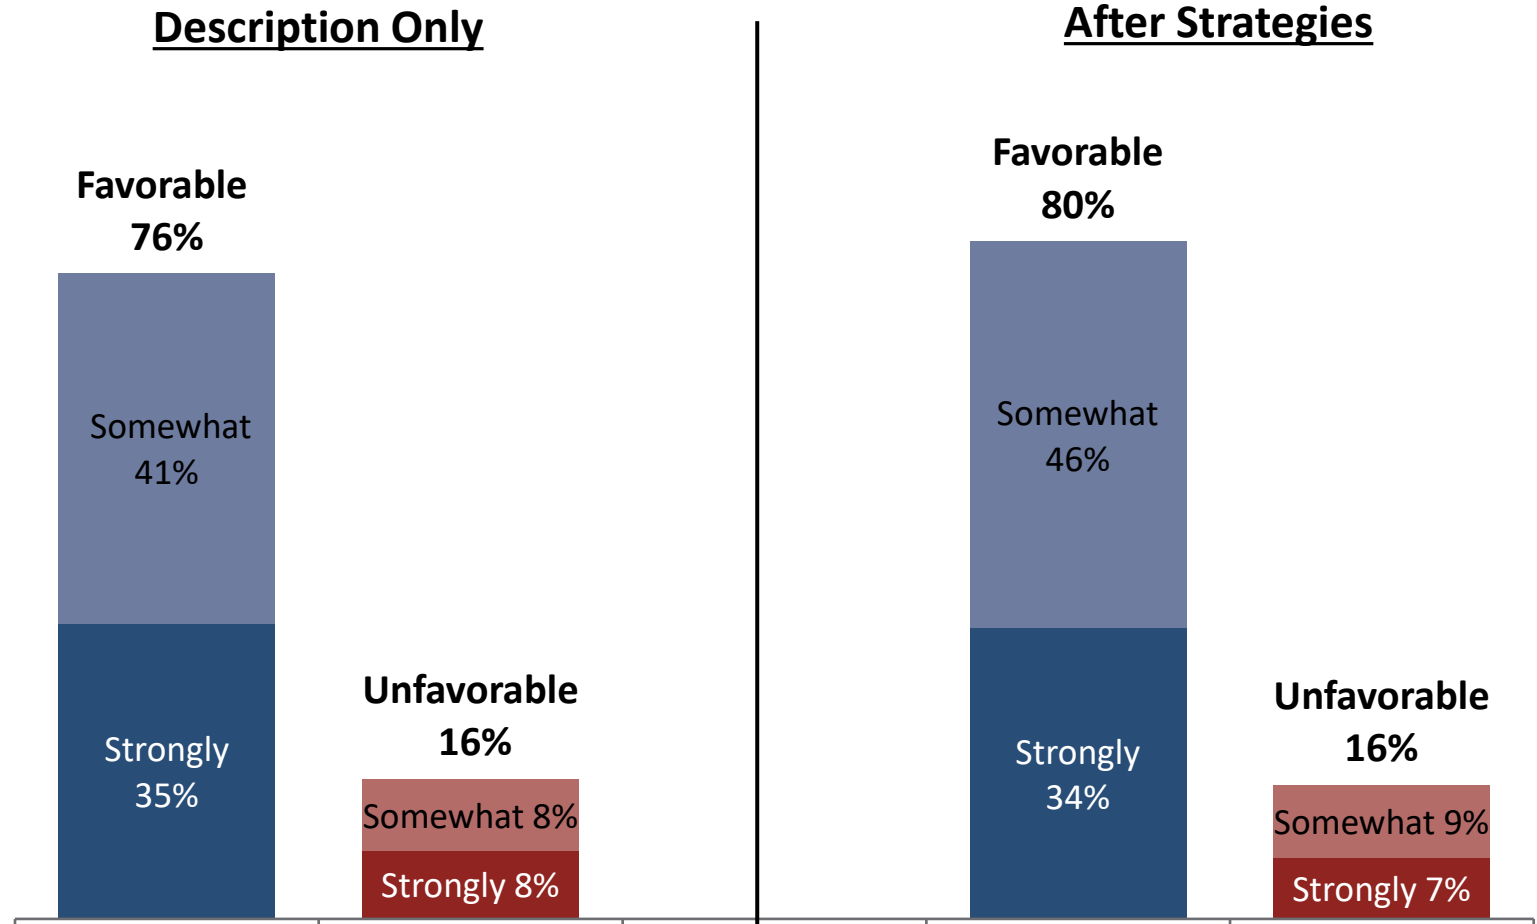 Description Only
Favorable
76%
Somewhat
41%
Strongly
35%
Unfavorable
16%
Somewhat 8%
Strongly 8%
After Strategies
Favorable
80%
Somewhat
46%
Strongly
34%
Unfavorable
16%
Somewhat 9%
Strongly 7%